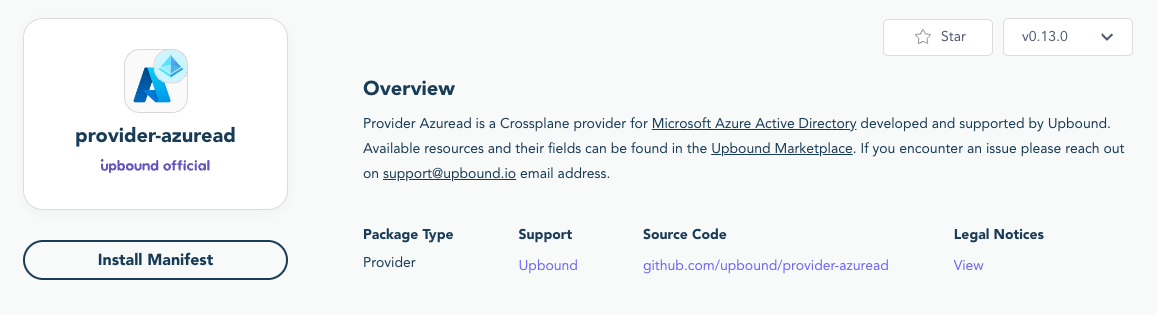 Star
v0.13.0
provider-azuread
upbound official
Install Manifest
Overview
Provider Azuread is a Crossplane provider for Microsoft Azure Active Directory developed and supported by Upbound.
Available resources and their fields can be found in the Upbound Marketplace. If you encounter an issue please reach out
on support@upbound.io email address.
Package Type
Provider
Support
Upbound
Source Code
github.com/upbound/provider-azuread
Legal Notices
View